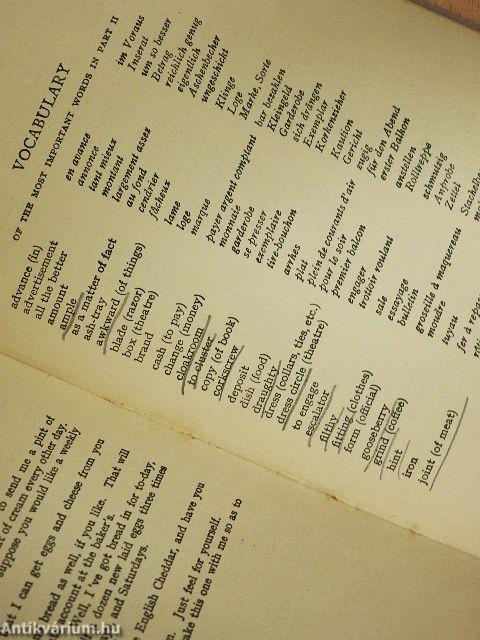 VOCABULARY
OF THE MOST IMPORTANT WORDS IN PART II
advance (in) en avance im Voraus
advertisement annonce Inserat
all the better tant mieux um so besser
amount montant Betrag
ample largement assez reichlich genug
as a matter of fact au fond eigentlich
ash-tray cendrier Aschenbecher
awkward (of things) fâcheux ungeschickt
blade (razor) lame Klinge
box (theatre) loge Loge
brand marque Marke, Sorte
cash (to pay) payer argent comptant bar bezahlen
change (money) monnaie Kleingeld
cloakroom garderobe Garderobe
to cluster se presser sich drängen
copy (of book) exemplaire Exemplar
corkscrew tire-bouchon Korkenzieher
deposit arrhes Kaution
dish (food) plat Gericht
draughty plein de courants d'air zugig
dress (collars, ties, etc.) pour le soir für den Abend
dress circle (theatre) premier balcon erster Balkon
to engage engager anstellen
escalator trottoir roulant Rolltreppe
filthy sale schmutzig
fitting (clothes) essayage
form (official) bulletin Zettel
gooseberry groseille à maquereau
grind (coffee) moudre
hint tuyau
iron fer à
joint (of meat)
to send me a pint of
of cream every other day.
suppose you would like a weekly
I can get eggs and cheese from you
bread as well, if you like. That will
account at the baker's.
I've got bread in for to-day,
dozen new laid eggs three times
and Saturdays.
English Cheddar, and have you
Just feel for yourself.
this one with me so as to
Antikvárium.hu